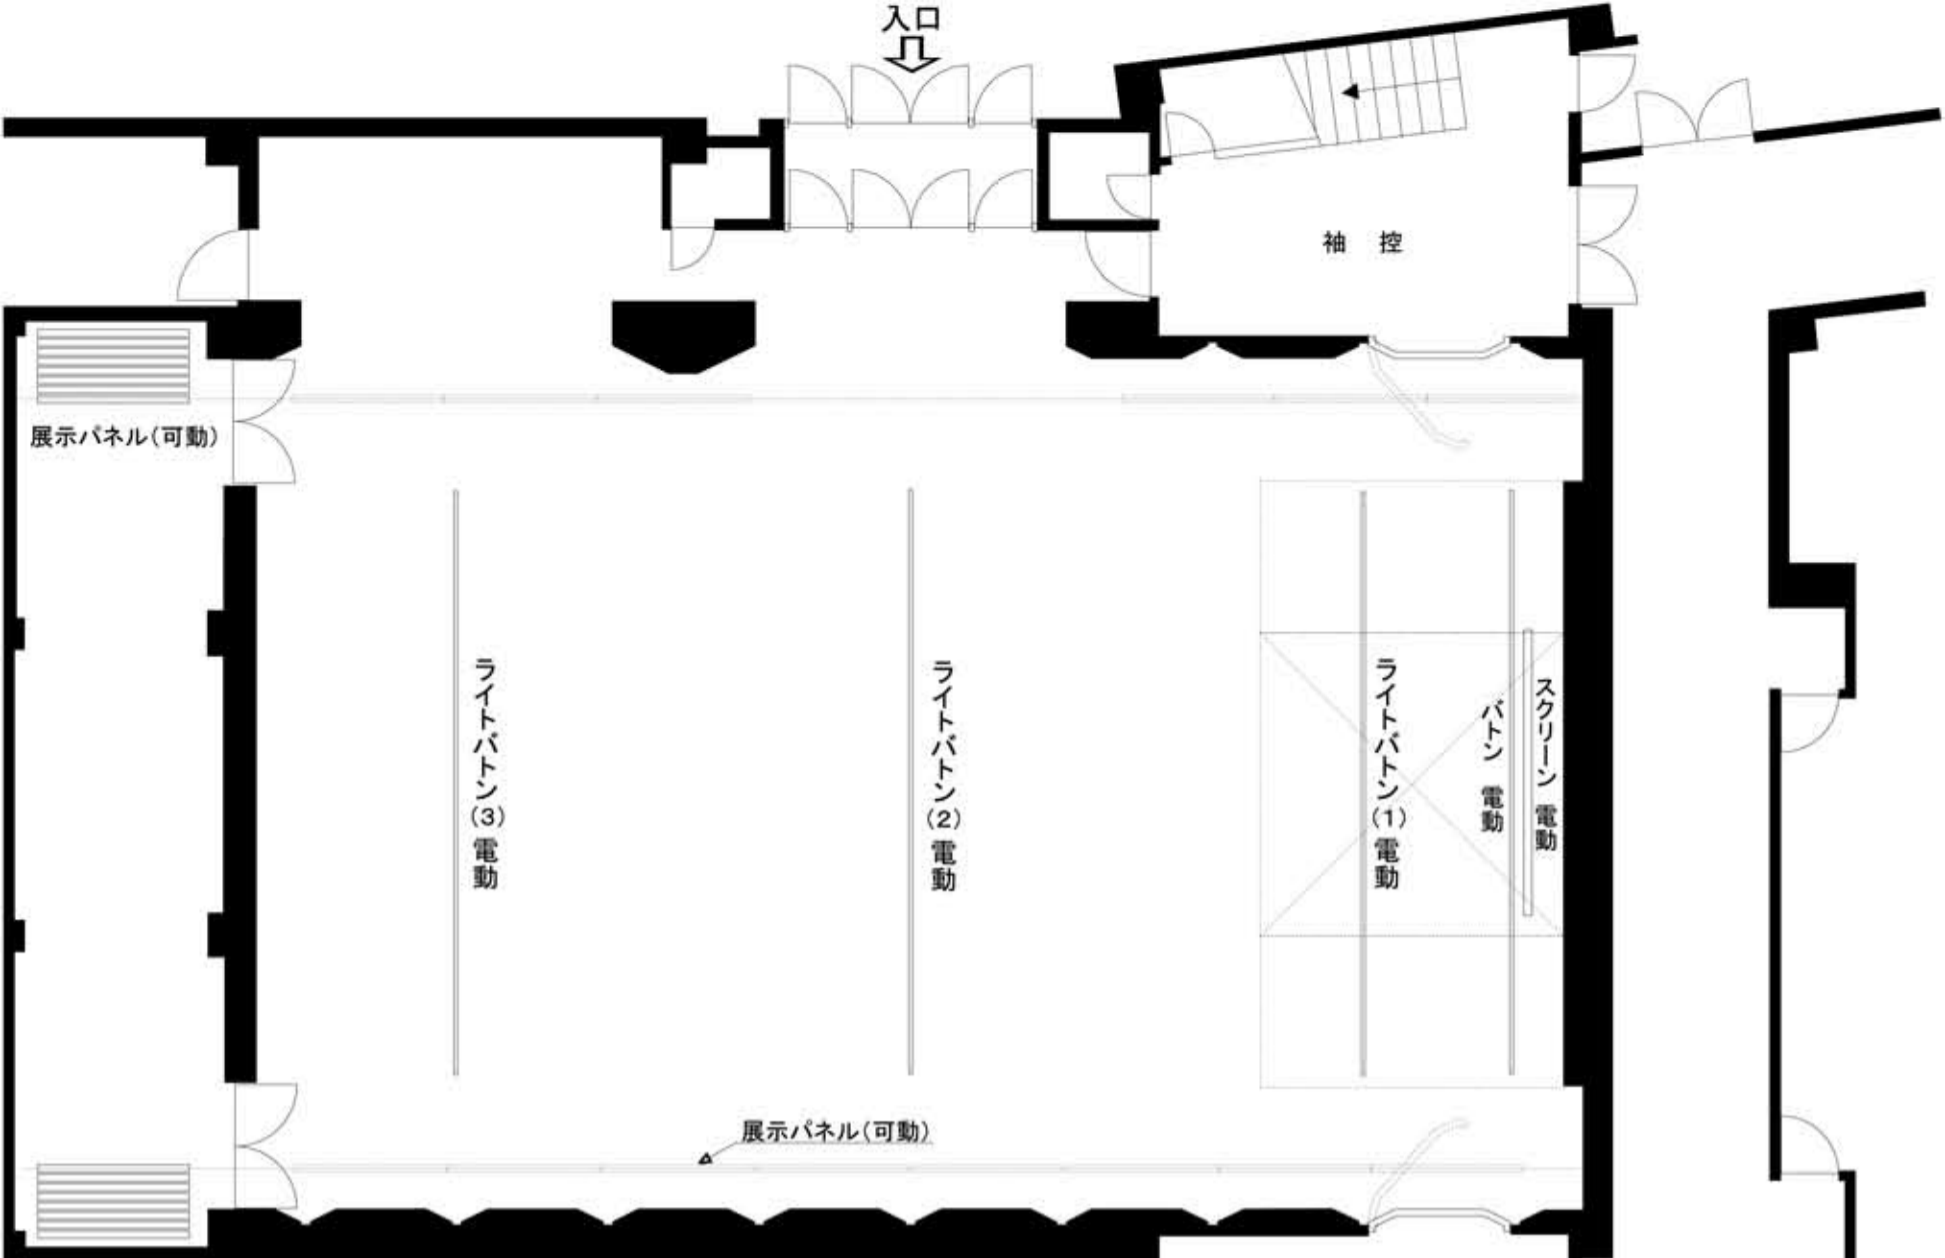 入口
袖 控
展示パネル(可動)
ライトバトン(3)電動
ライトバトン(2)電動
ライトバトン(1)電動
バトン 電動
スクリーン 電動
展示パネル(可動)